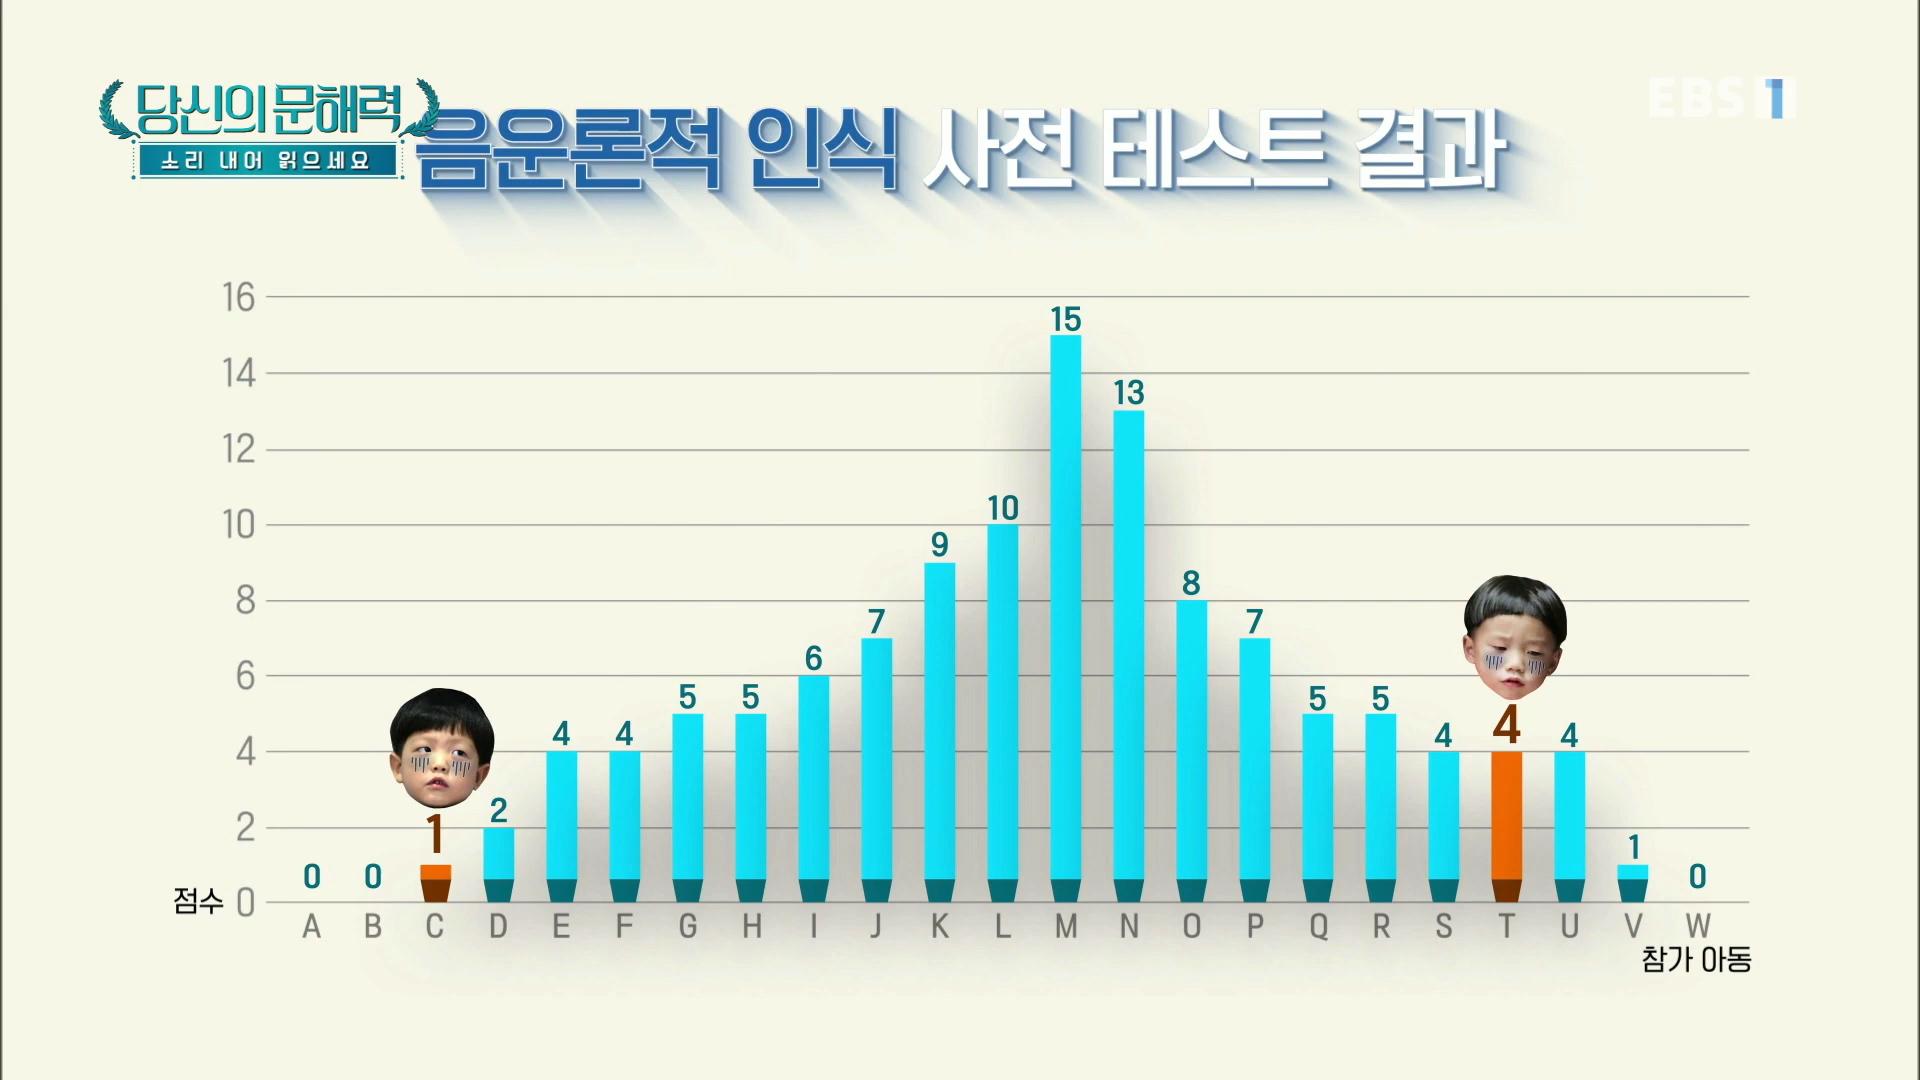 당신의 문해력
소리 내어 읽으세요
음운론적 인식 사전 테스트 결과
EBS 1
16
14
12
10
8
6
4
2
점수 0
0 0 1 2 4 4 5 5 6 7 9 10 15 13 8 7 5 5 4 4 4 1 0
A B C D E F G H I J K L M N O P Q R S T U V W
참가 아동